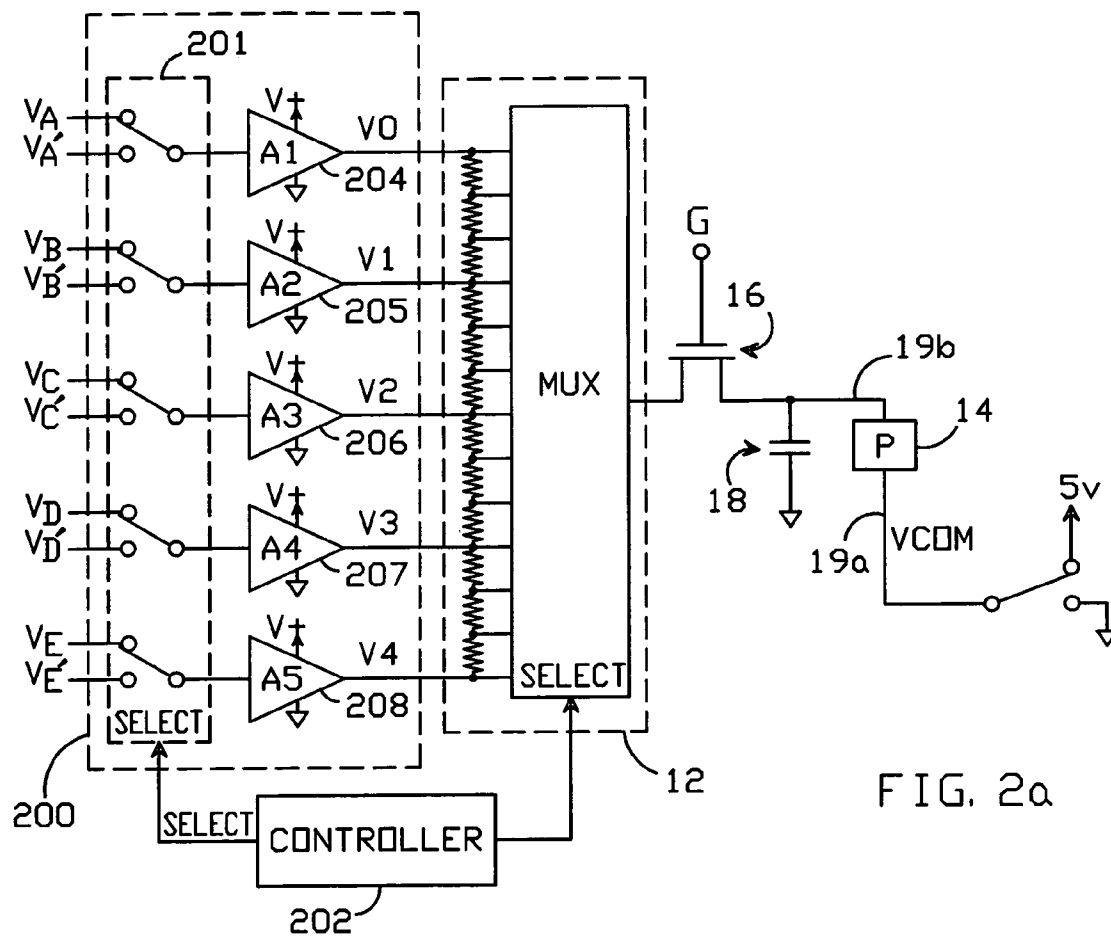 201
VA
VA'
V+
A1
V0
204
VB
VB'
V+
A2
V1
205
G
16
VC
VC'
V+
A3
V2
206
MUX
19b
14
P
18
VD
VD'
V+
A4
V3
207
5v
19a
VCOM
VE
VE'
V+
A5
V4
208
SELECT
SELECT
200
12
FIG. 2a
SELECT
CONTROLLER
202